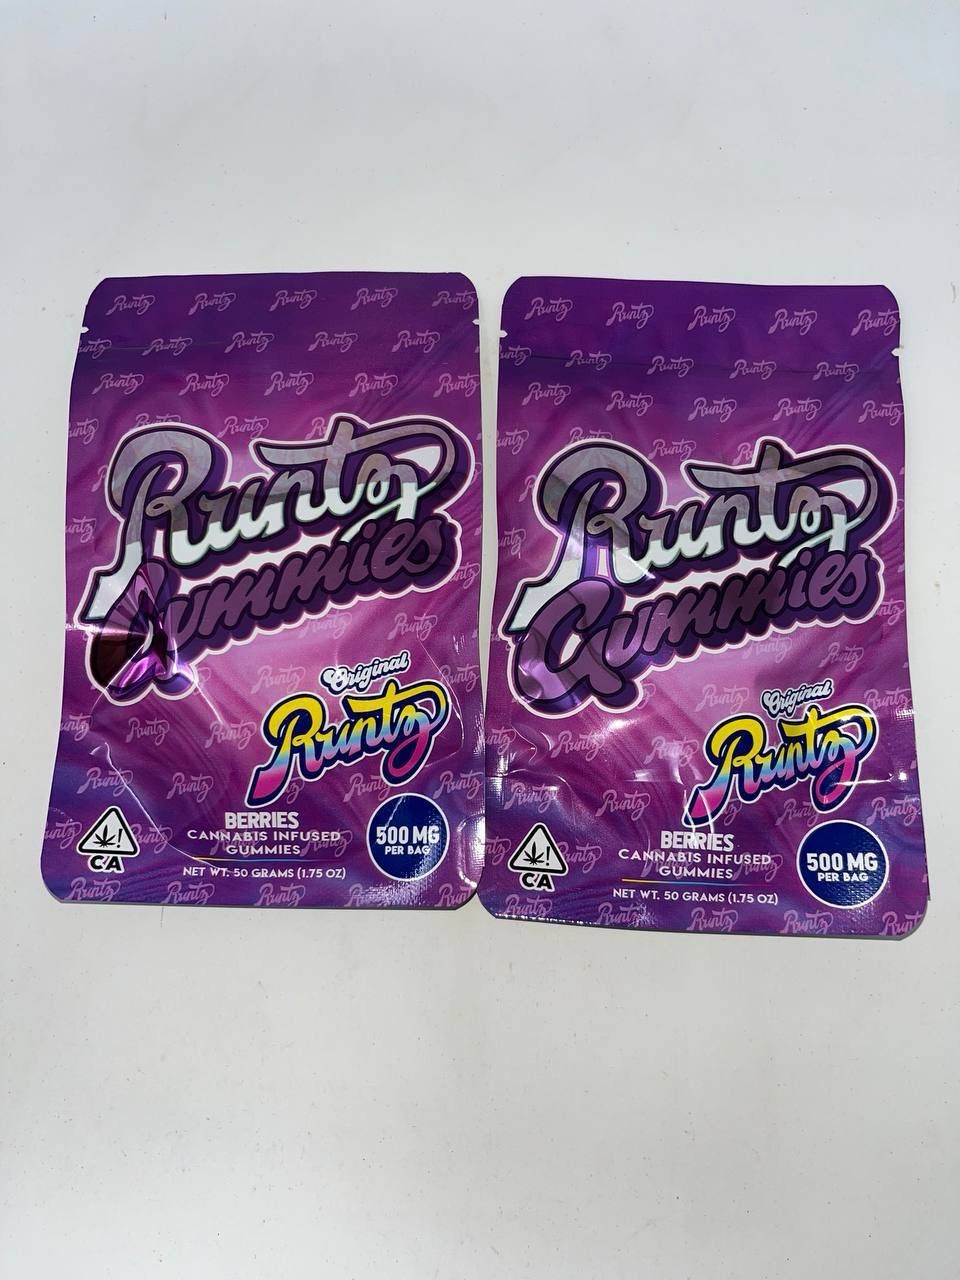 Runtz
Gummies
Original
Runtz
BERRIES
CANNABIS INFUSED
GUMMIES
NET WT. 50 GRAMS (1.75 OZ)
500 MG
PER BAG
C/A
Runtz
Gummies
Original
Runtz
BERRIES
CANNABIS INFUSED
GUMMIES
NET WT. 50 GRAMS (1.75 OZ)
500 MG
PER BAG
C/A